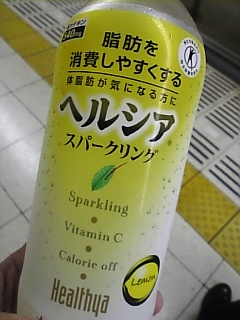 540mg
脂肪を
消費しやすくする
体脂肪が気になる方に
ヘルシア
スパークリング
Sparkling
Vitamin C
Calorie off
Healthya
Lemon